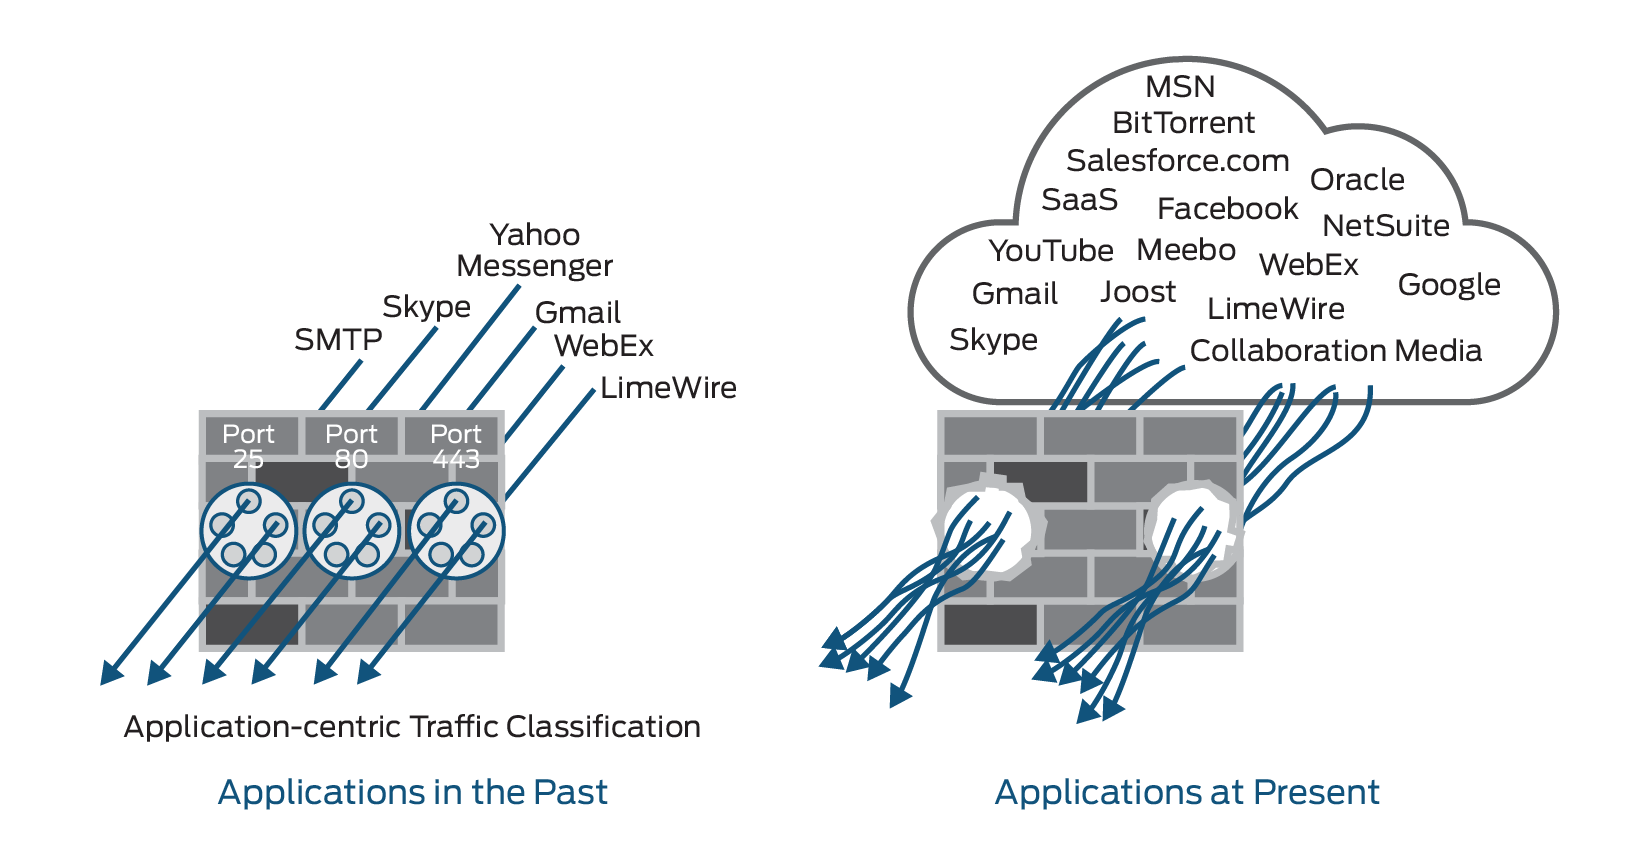 Yahoo
Messenger
Skype
Gmail
SMTP
WebEx
LimeWire
Port
25
Port
80
Port
443
Application-centric Traffic Classification
Applications in the Past
MSN
BitTorrent
Salesforce.com
Oracle
SaaS
Facebook
NetSuite
YouTube
Meebo
WebEx
Google
Gmail
Joost
LimeWire
Skype
Collaboration Media
Applications at Present